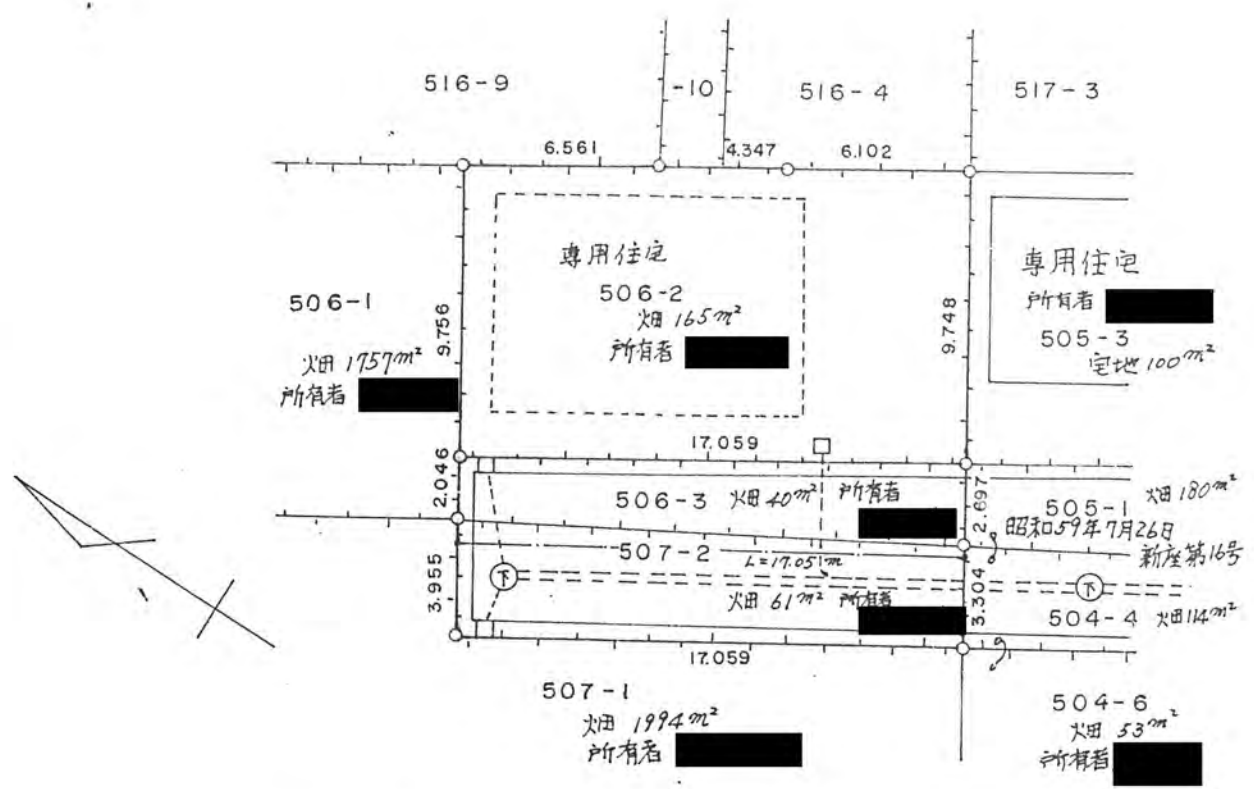 516-9
-10
516-4
517-3
6.561
4.347
6.102
専用住宅
506-2
畑 165m²
所有者
506-1
畑 1757m²
所有者
9.756
9.748
専用住宅
所有者
505-3
宅地 100m²
17.059
2.046
506-3 畑 40m² 所有者
2.697
505-1 畑 180m²
昭和59年7月26日
新座第16号
507-2
L=17.051m
3.955
下
畑 61m² 所有者
3.304
下
504-4 畑 114m²
17.059
507-1
畑 1994m²
所有者
504-6
畑 53m²
所有者